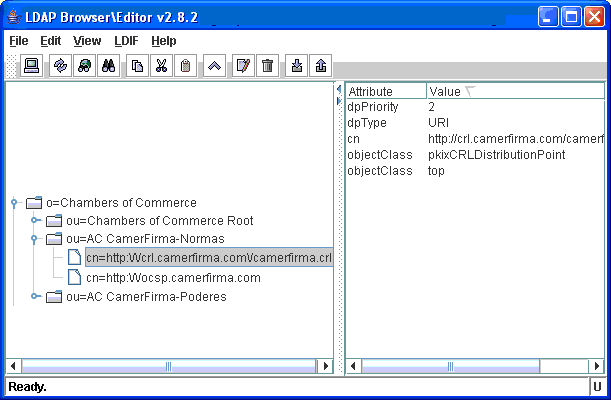 LDAP Browser\Editor v2.8.2
File Edit View LDIF Help
Attribute Value
dpPriority 2
dpType URI
cn http://crl.camerfirma.com/camerf
objectClass pkixCRLDistributionPoint
objectClass top
o=Chambers of Commerce
ou=Chambers of Commerce Root
ou=AC CamerFirma-Normas
cn=http:\/\/crl.camerfirma.com\/camerfirma.crl
cn=http:\/\/ocsp.camerfirma.com
ou=AC CamerFirma-Poderes
Ready. U